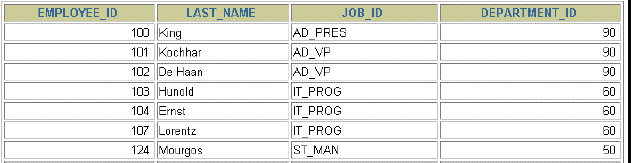 EMPLOYEE_ID LAST_NAME JOB_ID DEPARTMENT_ID
100 King AD_PRES 90
101 Kochhar AD_VP 90
102 De Haan AD_VP 90
103 Hunold IT_PROG 60
104 Ernst IT_PROG 60
107 Lorentz IT_PROG 60
124 Mourgos ST_MAN 50